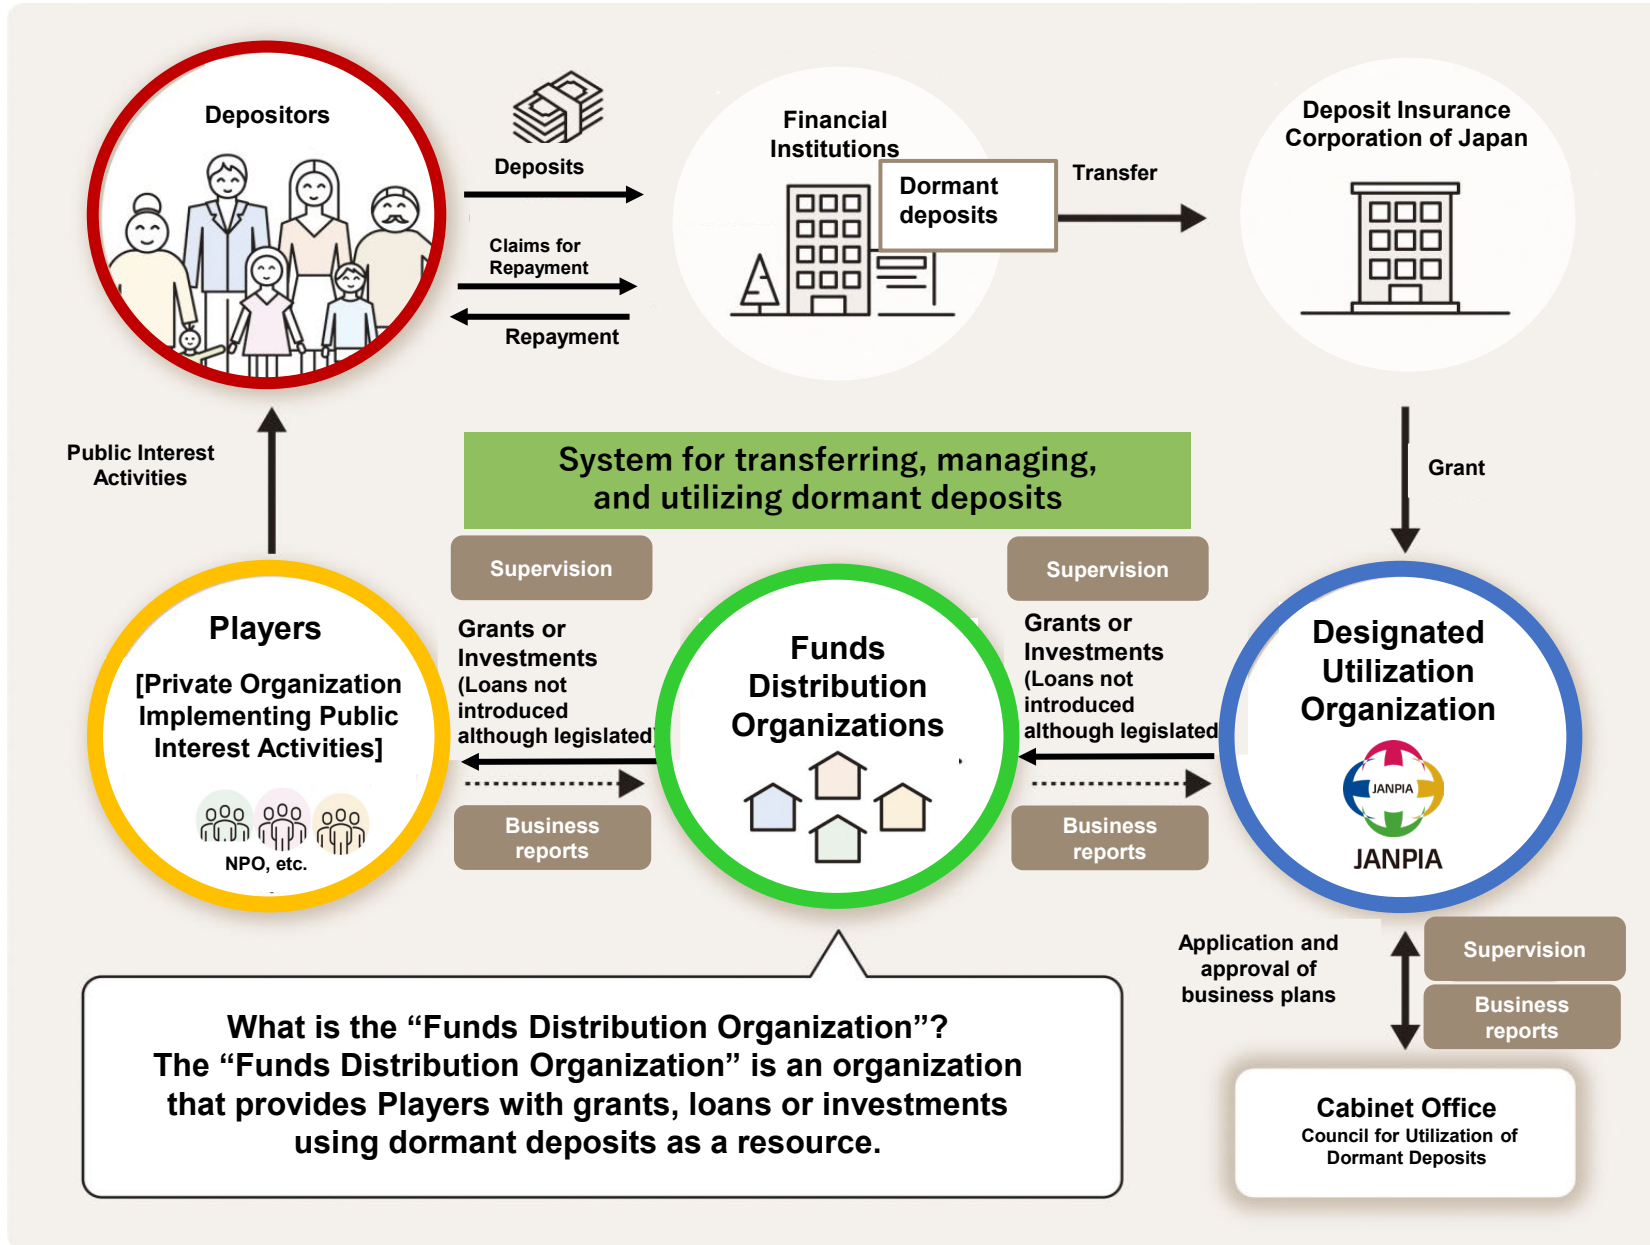 Depositors
Deposits
Claims for
Repayment
Repayment
Financial
Institutions
Dormant
deposits
Transfer
Deposit Insurance
Corporation of Japan
Public Interest
Activities
System for transferring, managing,
and utilizing dormant deposits
Grant
Players
[Private Organization
Implementing Public
Interest Activities]
NPO, etc.
Supervision
Grants or
Investments
(Loans not
introduced
although legislated)
Business
reports
Funds
Distribution
Organizations
Supervision
Grants or
Investments
(Loans not
introduced
although legislated
Business
reports
Designated
Utilization
Organization
JANPIA
JANPIA
What is the “Funds Distribution Organization”?
The “Funds Distribution Organization” is an organization
that provides Players with grants, loans or investments
using dormant deposits as a resource.
Application and
approval of
business plans
Supervision
Business
reports
Cabinet Office
Council for Utilization of
Dormant Deposits